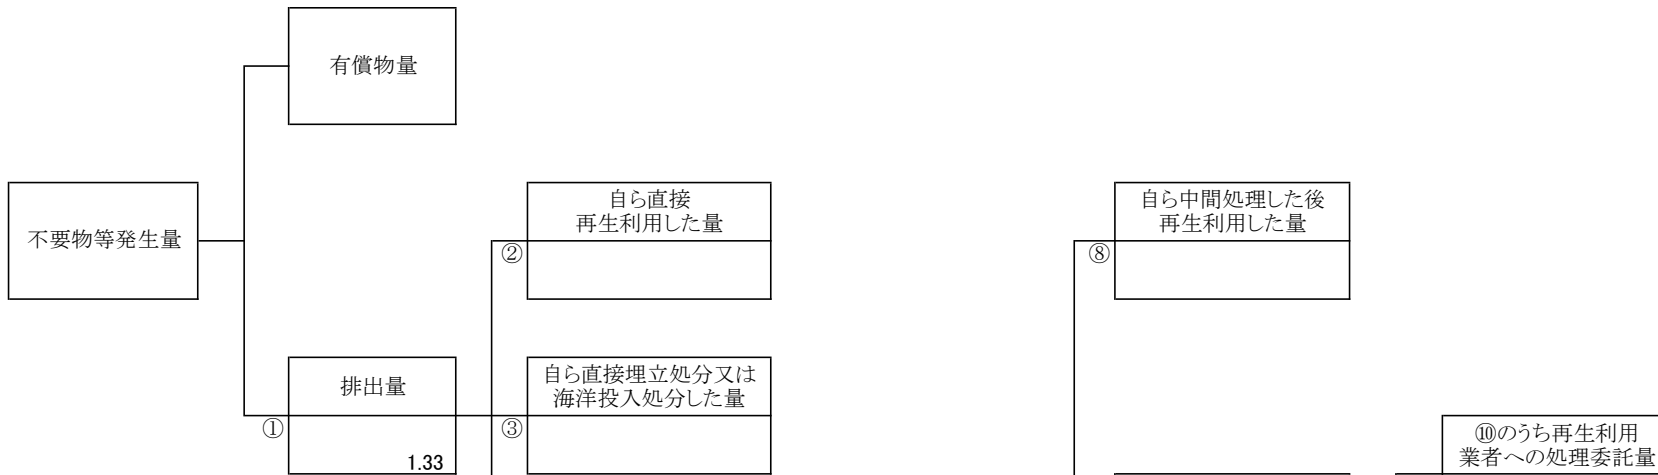 有償物量
不要物等発生量
自ら直接
再生利用した量
②
自ら中間処理した後
再生利用した量
⑧
排出量
①
1.33
自ら直接埋立処分又は
海洋投入処分した量
③
⑩のうち再生利用
業者への処理委託量